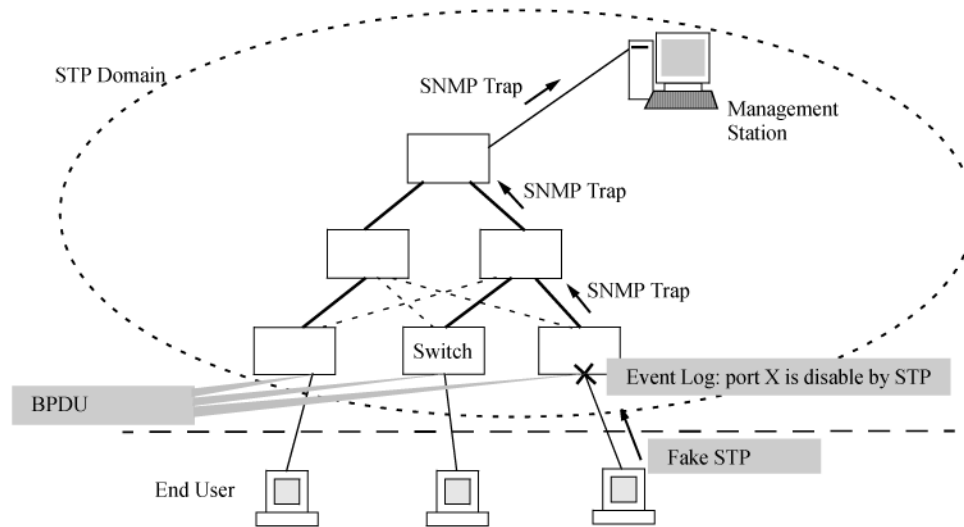 STP Domain
SNMP Trap
Management
Station
SNMP Trap
SNMP Trap
Switch
Event Log: port X is disable by STP
BPDU
Fake STP
End User